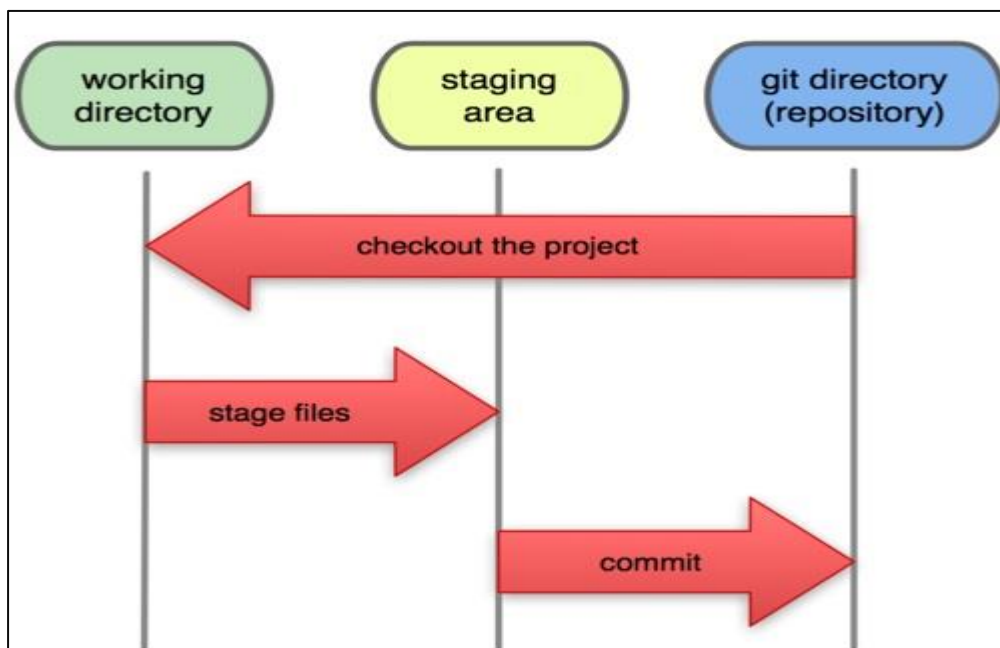 working
directory
staging
area
git directory
(repository)
checkout the project
stage files
commit